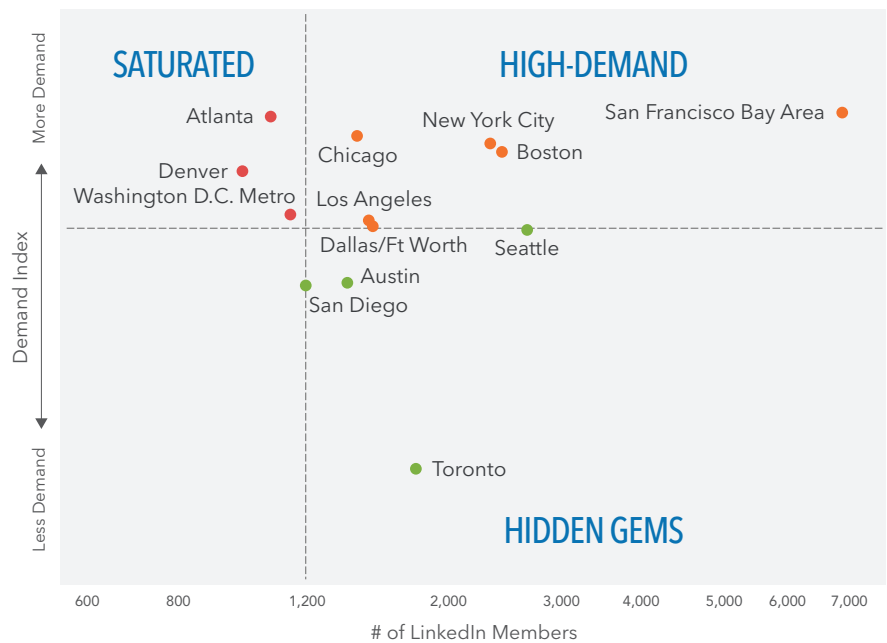 SATURATED
HIGH-DEMAND
More Demand
Atlanta
San Francisco Bay Area
New York City
Chicago
Boston
Denver
Washington D.C. Metro
Los Angeles
Dallas/Ft Worth
Seattle
Demand Index
Austin
San Diego
Toronto
Less Demand
HIDDEN GEMS
600 800 1,200 2,000 3,000 4,000 5,000 6,000 7,000
# of LinkedIn Members